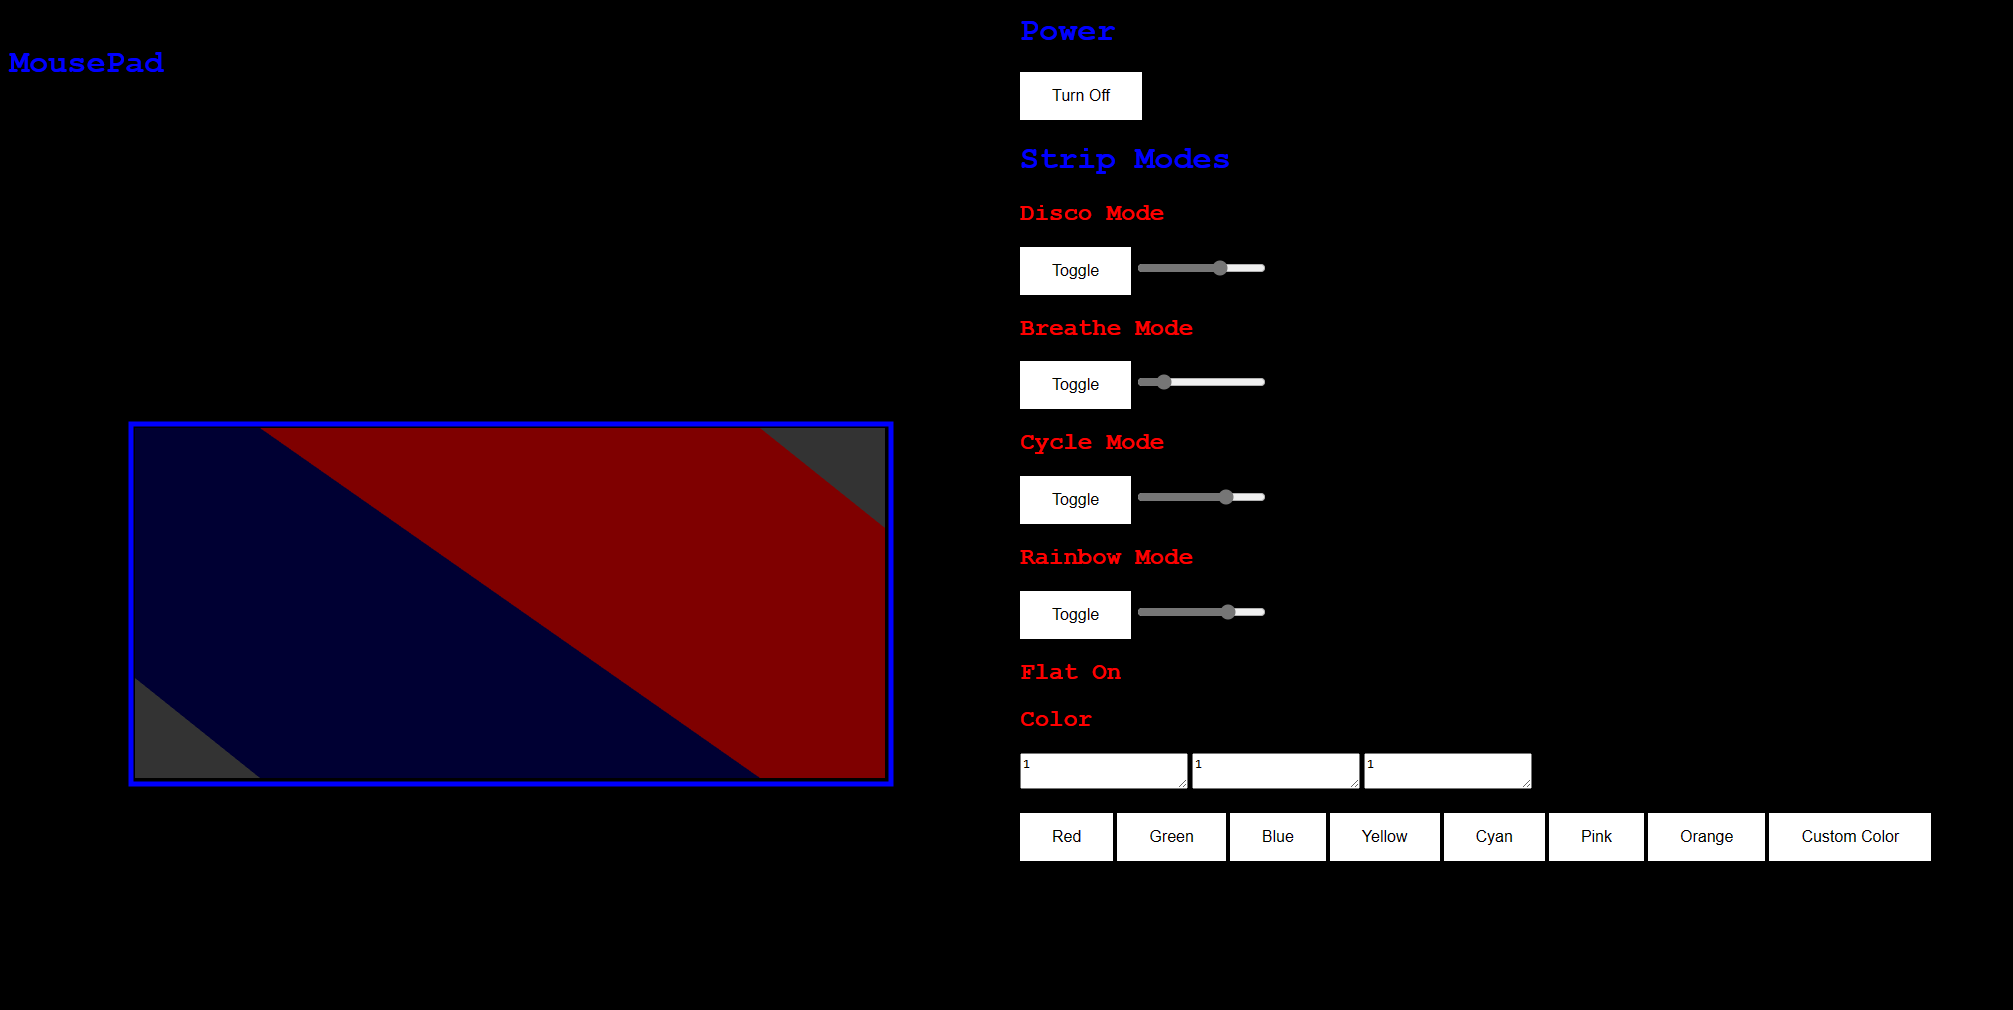 MousePad
Power
Turn Off
Strip Modes
Disco Mode
Toggle
Breathe Mode
Toggle
Cycle Mode
Toggle
Rainbow Mode
Toggle
Flat On
Color
1 1 1
Red Green Blue Yellow Cyan Pink Orange Custom Color